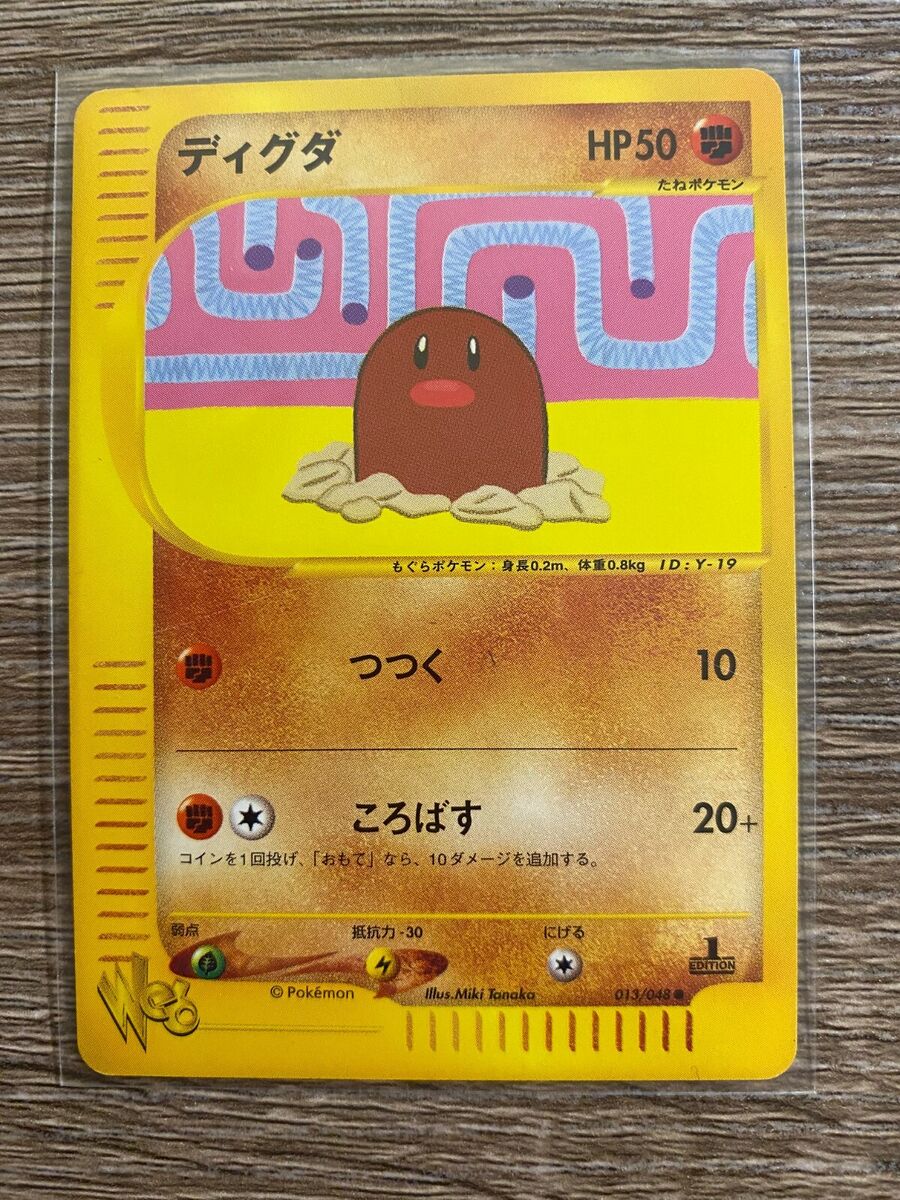 ディグダ HP50
たねポケモン
もぐらポケモン：身長0.2m、体重0.8kg ID：Y-19
つつく 10
ころばす 20+
コインを1回投げ、「おもて」なら、10ダメージを追加する。
弱点 抵抗力 -30 にげる
1
EDITION
Web
© Pokémon Illus.Miki Tanaka 013/048●